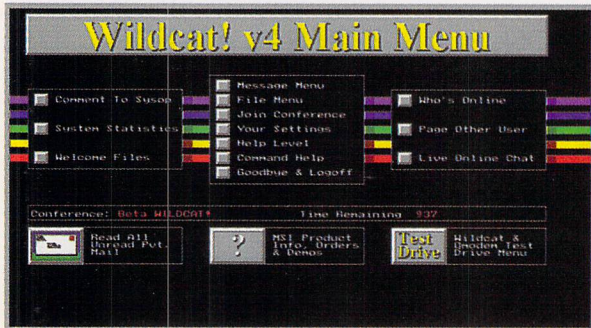 Wildcat! v4 Main Menu
Comment To Sysop
System Statistics
Welcome Files
Message Menu
File Menu
Join Conference
Your Settings
Help Level
Command Help
Goodbye & Logoff
Who's Online
Page Other User
Live Online Chat
Conference: Beta WILDCAT! Time Remaining 937
Read All
Unread Pvt.
Mail
?
MSI Product
Info, Orders
& Demos
Test
Drive
Wildcat &
Qmodem Test
Drive Menu